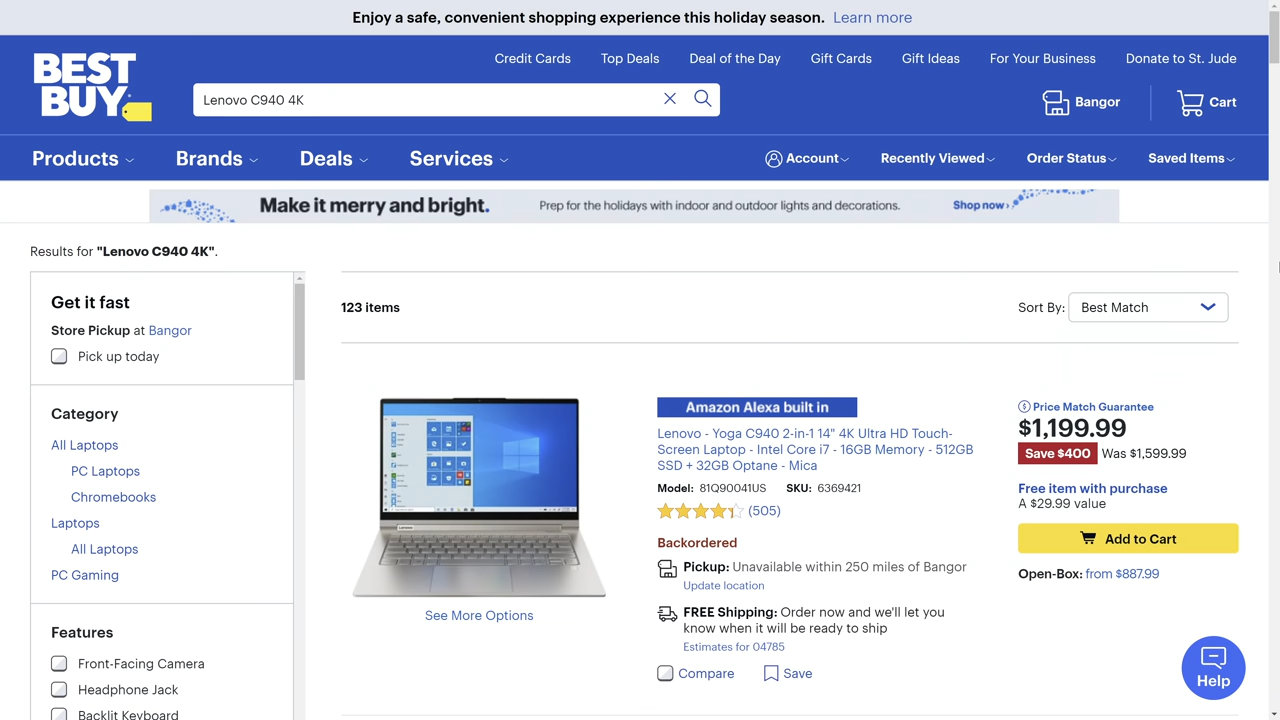 Enjoy a safe, convenient shopping experience this holiday season. Learn more
Credit Cards Top Deals Deal of the Day Gift Cards Gift Ideas For Your Business Donate to St. Jude
BEST
BUY
Lenovo C940 4K
Bangor
Cart
Products Brands Deals Services Account Recently Viewed Order Status Saved Items
Make it merry and bright. Prep for the holidays with indoor and outdoor lights and decorations. Shop now ›
Results for "Lenovo C940 4K".
Get it fast
Store Pickup at Bangor
Pick up today
Category
All Laptops
PC Laptops
Chromebooks
Laptops
All Laptops
PC Gaming
Features
Front-Facing Camera
Headphone Jack
Backlit Keyboard
123 items
Sort By: Best Match
See More Options
Amazon Alexa built in
Lenovo - Yoga C940 2-in-1 14" 4K Ultra HD Touch-
Screen Laptop - Intel Core i7 - 16GB Memory - 512GB
SSD + 32GB Optane - Mica
Model: 81Q90041US SKU: 6369421
(505)
Backordered
Pickup: Unavailable within 250 miles of Bangor
Update location
FREE Shipping: Order now and we'll let you
know when it will be ready to ship
Estimates for 04785
Compare Save
Price Match Guarantee
$1,199.99
Save $400 Was $1,599.99
Free item with purchase
A $29.99 value
Add to Cart
Open-Box: from $887.99
Help